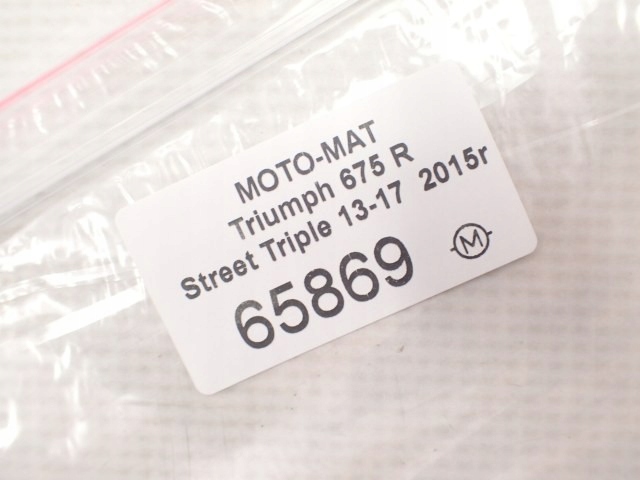 MOTO-MAT
Triumph 675 R
Street Triple 13-17 2015r
65869
M